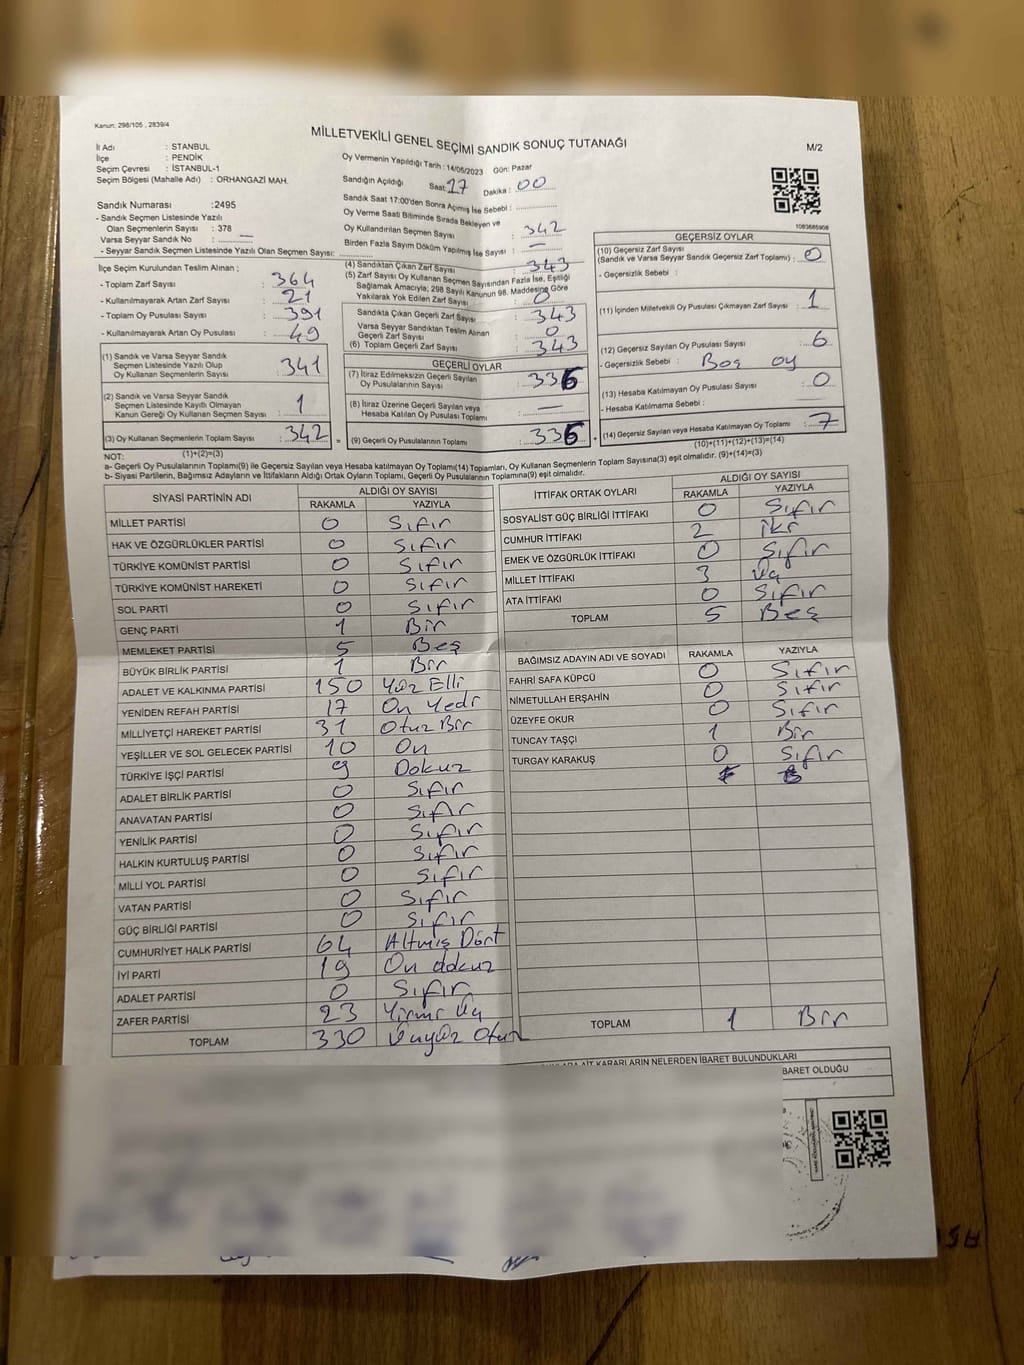 Kanun: 298/105 , 2839/4
MİLLETVEKİLİ GENEL SEÇİMİ SANDIK SONUÇ TUTANAĞI
M/2
İl Adı : STANBUL
İlçe : PENDİK
Seçim Çevresi : İSTANBUL-1
Seçim Bölgesi (Mahalle Adı) : ORHANGAZİ MAH.
Sandık Numarası :2495
- Sandık Seçmen Listesinde Yazılı
Olan Seçmenlerin Sayısı : 378
Varsa Seyyar Sandık No : —
- Seyyar Sandık Seçmen Listesinde Yazılı Olan Seçmen Sayısı:
Oy Vermenin Yapıldığı Tarih : 14/05/2023 Gün: Pazar
Sandığın Açıldığı Saat: 17 Dakika : 00
Sandık Saat 17:00'den Sonra Açılmış İse Sebebi :
Oy Verme Saati Bitiminde Sırada Bekleyen ve
Oy Kullandırılan Seçmen Sayısı : 342
Birden Fazla Sayım Döküm Yapılmış İse Sayısı : —
1083685908
İlçe Seçim Kurulundan Teslim Alınan ;
- Toplam Zarf Sayısı : 364
- Kullanılmayarak Artan Zarf Sayısı : 21
- Toplam Oy Pusulası Sayısı : 391
- Kullanılmayarak Artan Oy Pusulası : 49
(1) Sandık ve Varsa Seyyar Sandık
Seçmen Listesinde Yazılı Olup
Oy Kullanan Seçmenlerin Sayısı : 341
(2) Sandık ve Varsa Seyyar Sandık
Seçmen Listesinde Kayıtlı Olmayan
Kanun Gereği Oy Kullanan Seçmen Sayısı : 1
(3) Oy Kullanan Seçmenlerin Toplam Sayısı : 342
(1)+(2)=(3)
(4) Sandıktan Çıkan Zarf Sayısı : 343
(5) Zarf Sayısı Oy Kullanan Seçmen Sayısından Fazla İse, Eşitliği
Sağlamak Amacıyla; 298 Sayılı Kanunun 98. Maddesine Göre
Yakılarak Yok Edilen Zarf Sayısı : 0
Sandıkta Çıkan Geçerli Zarf Sayısı : 343
Varsa Seyyar Sandıktan Teslim Alınan
Geçerli Zarf Sayısı : 0
(6) Toplam Geçerli Zarf Sayısı : 343
GEÇERLİ OYLAR
(7) İtiraz Edilmeksizin Geçerli Sayılan
Oy Pusulalarının Sayısı : 336
(8) İtiraz Üzerine Geçerli Sayılan veya
Hesaba Katılan Oy Pusulası Toplamı : —
(9) Geçerli Oy Pusulalarının Toplamı : 336
GEÇERSİZ OYLAR
(10) Geçersiz Zarf Sayısı
(Sandık ve Varsa Seyyar Sandık Geçersiz Zarf Toplamı) : 0
- Geçersizlik Sebebi :
(11) İçinden Milletvekili Oy Pusulası Çıkmayan Zarf Sayısı : 1
(12) Geçersiz Sayılan Oy Pusulası Sayısı : 6
- Geçersizlik Sebebi : Boş oy
(13) Hesaba Katılmayan Oy Pusulası Sayısı : 0
- Hesaba Katılmama Sebebi :
(14) Geçersiz Sayılan veya Hesaba Katılmayan Oy Toplamı : 7
(10)+(11)+(12)+(13)=(14)
NOT:
a- Geçerli Oy Pusulalarının Toplamı(9) ile Geçersiz Sayılan veya Hesaba Katılmayan Oy Toplamı(14) Toplamları, Oy Kullanan Seçmenlerin Toplam Sayısına(3) eşit olmalıdır. (9)+(14)=(3)
b- Siyasi Partilerin, Bağımsız Adayların ve İttifakların Aldığı Ortak Oyların Toplamı, Geçerli Oy Pusulalarının Toplamına(9) eşit olmalıdır.
SİYASİ PARTİNİN ADI ALDIĞI OY SAYISI
RAKAMLA YAZIYLA
MİLLET PARTİSİ 0 Sıfır
HAK VE ÖZGÜRLÜKLER PARTİSİ 0 Sıfır
TÜRKİYE KOMÜNİST PARTİSİ 0 Sıfır
TÜRKİYE KOMÜNİST HAREKETİ 0 Sıfır
SOL PARTİ 0 Sıfır
GENÇ PARTİ 1 Bir
MEMLEKET PARTİSİ 5 Beş
BÜYÜK BİRLİK PARTİSİ 1 Bir
ADALET VE KALKINMA PARTİSİ 150 Yüz Elli
YENİDEN REFAH PARTİSİ 17 On Yedi
MİLLİYETÇİ HAREKET PARTİSİ 31 Otuz Bir
YEŞİLLER VE SOL GELECEK PARTİSİ 10 On
TÜRKİYE İŞÇİ PARTİSİ 9 Dokuz
ADALET BİRLİK PARTİSİ 0 Sıfır
ANAVATAN PARTİSİ 0 Sıfır
YENİLİK PARTİSİ 0 Sıfır
HALKIN KURTULUŞ PARTİSİ 0 Sıfır
MİLLİ YOL PARTİSİ 0 Sıfır
VATAN PARTİSİ 0 Sıfır
GÜÇ BİRLİĞİ PARTİSİ 0 Sıfır
CUMHURİYET HALK PARTİSİ 64 Altmış Dört
İYİ PARTİ 19 On dokuz
ADALET PARTİSİ 0 Sıfır
ZAFER PARTİSİ 23 Yirmi Üç
TOPLAM 330 Üçyüz Otuz
İTTİFAK ORTAK OYLARI ALDIĞI OY SAYISI
RAKAMLA YAZIYLA
SOSYALİST GÜÇ BİRLİĞİ İTTİFAKI 0 Sıfır
CUMHUR İTTİFAKI 2 İki
EMEK VE ÖZGÜRLÜK İTTİFAKI 0 Sıfır
MİLLET İTTİFAKI 3 Üç
ATA İTTİFAKI 0 Sıfır
TOPLAM 5 Beş
BAĞIMSIZ ADAYIN ADI VE SOYADI RAKAMLA YAZIYLA
FAHRİ SAFA KÜPCÜ 0 Sıfır
NİMETULLAH ERŞAHİN 0 Sıfır
ÜZEYFE OKUR 0 Sıfır
TUNCAY TAŞÇI 1 Bir
TURGAY KARAKUŞ 0 Sıfır
TOPLAM 1 Bir
AİT KARARLARIN NELERDEN İBARET BULUNDUKLARI
BARET OLDUĞU